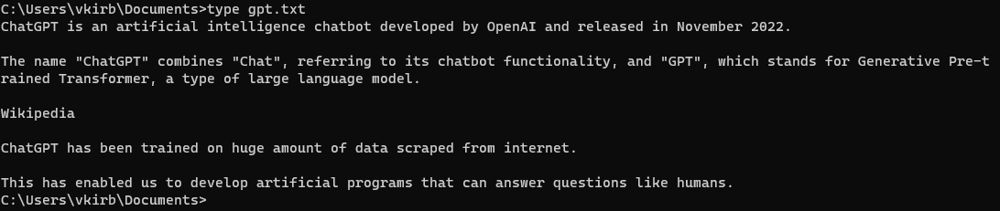 C:\Users\vkirb\Documents>type gpt.txt
ChatGPT is an artificial intelligence chatbot developed by OpenAI and released in November 2022.
The name "ChatGPT" combines "Chat", referring to its chatbot functionality, and "GPT", which stands for Generative Pre-t
rained Transformer, a type of large language model.
Wikipedia
ChatGPT has been trained on huge amount of data scraped from internet.
This has enabled us to develop artificial programs that can answer questions like humans.
C:\Users\vkirb\Documents>